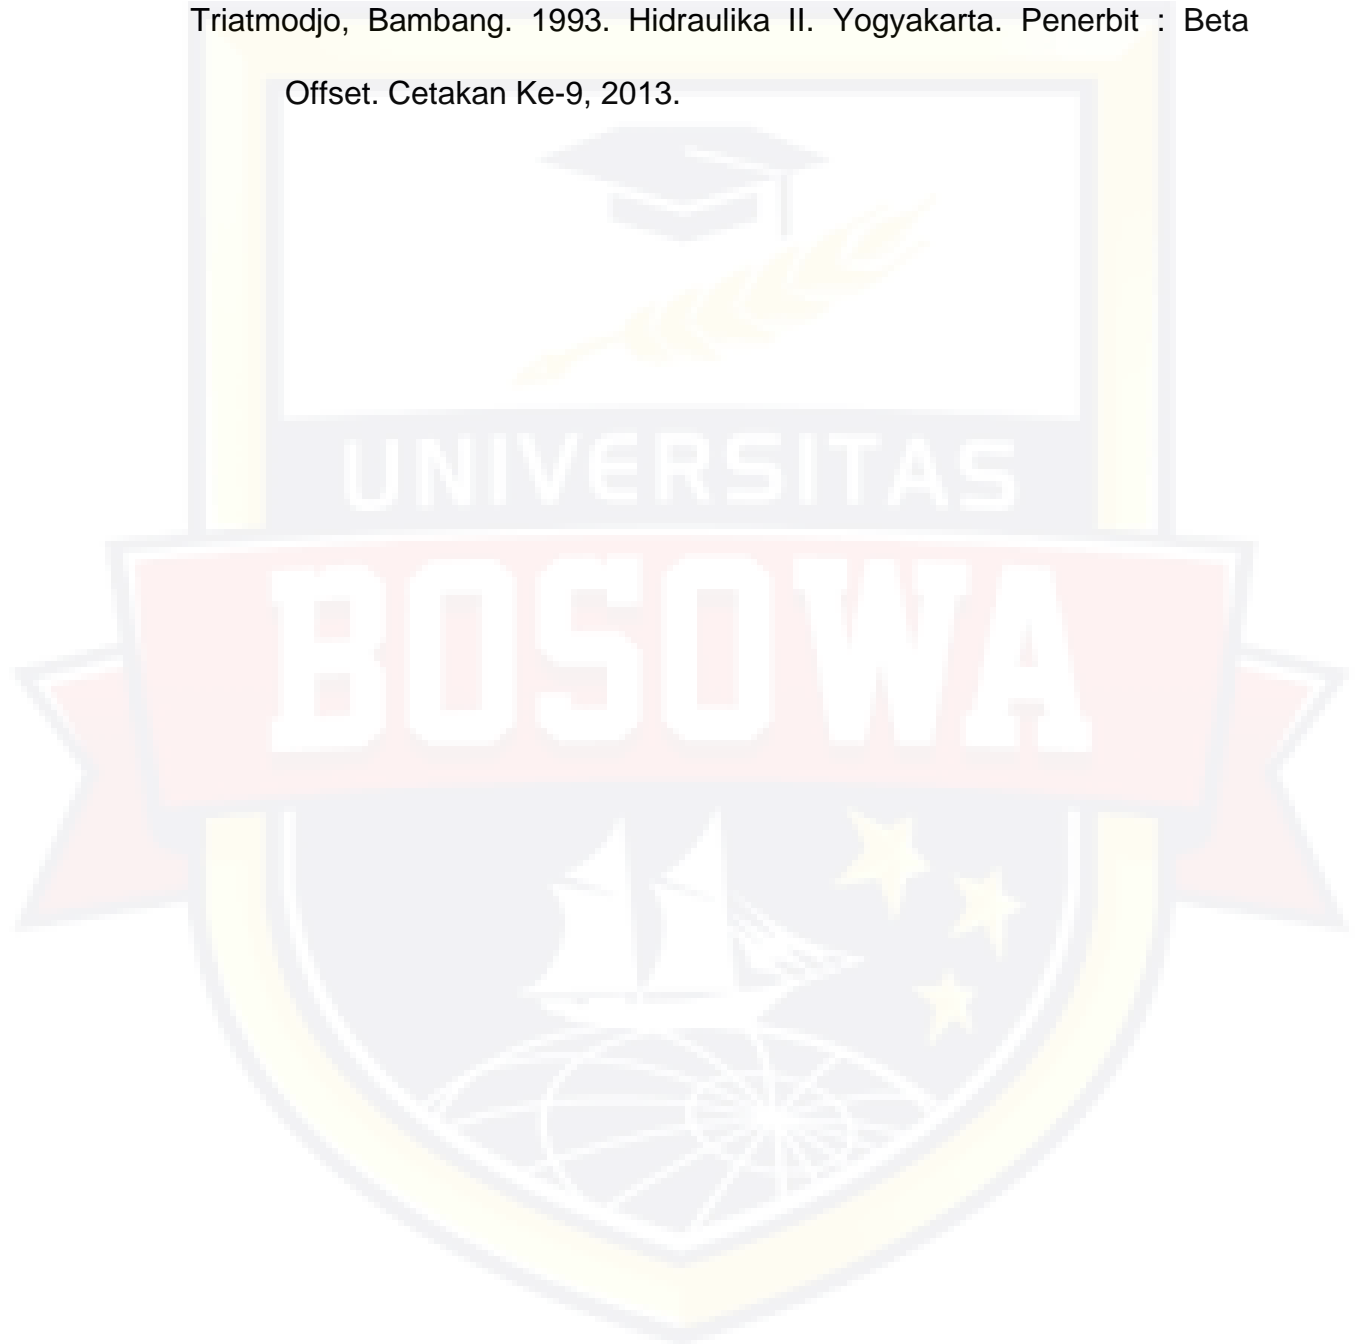 Triatmodjo, Bambang. 1993. Hidraulika II. Yogyakarta. Penerbit : Beta
Offset. Cetakan Ke-9, 2013.
UNIVERSITAS
BOSOWA